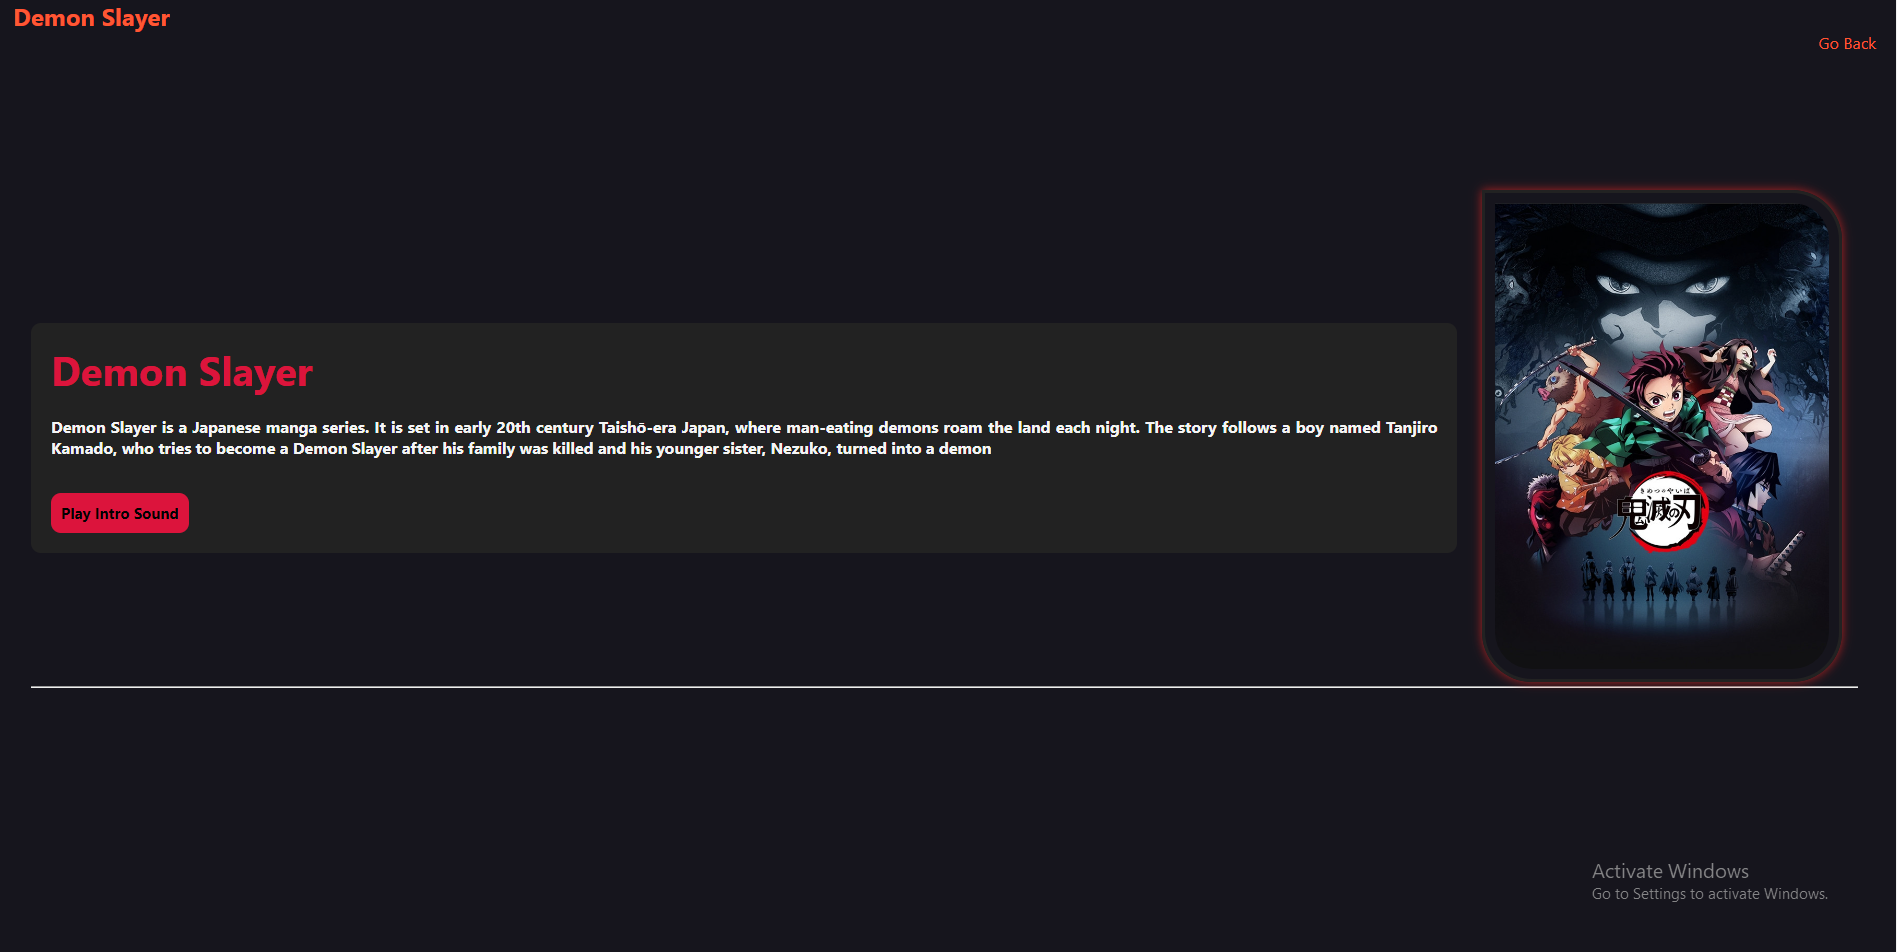 Demon Slayer
Go Back
Demon Slayer
Demon Slayer is a Japanese manga series. It is set in early 20th century Taishō-era Japan, where man-eating demons roam the land each night. The story follows a boy named Tanjiro
Kamado, who tries to become a Demon Slayer after his family was killed and his younger sister, Nezuko, turned into a demon
Play Intro Sound
きめつのやいば
鬼滅の刃
Activate Windows
Go to Settings to activate Windows.